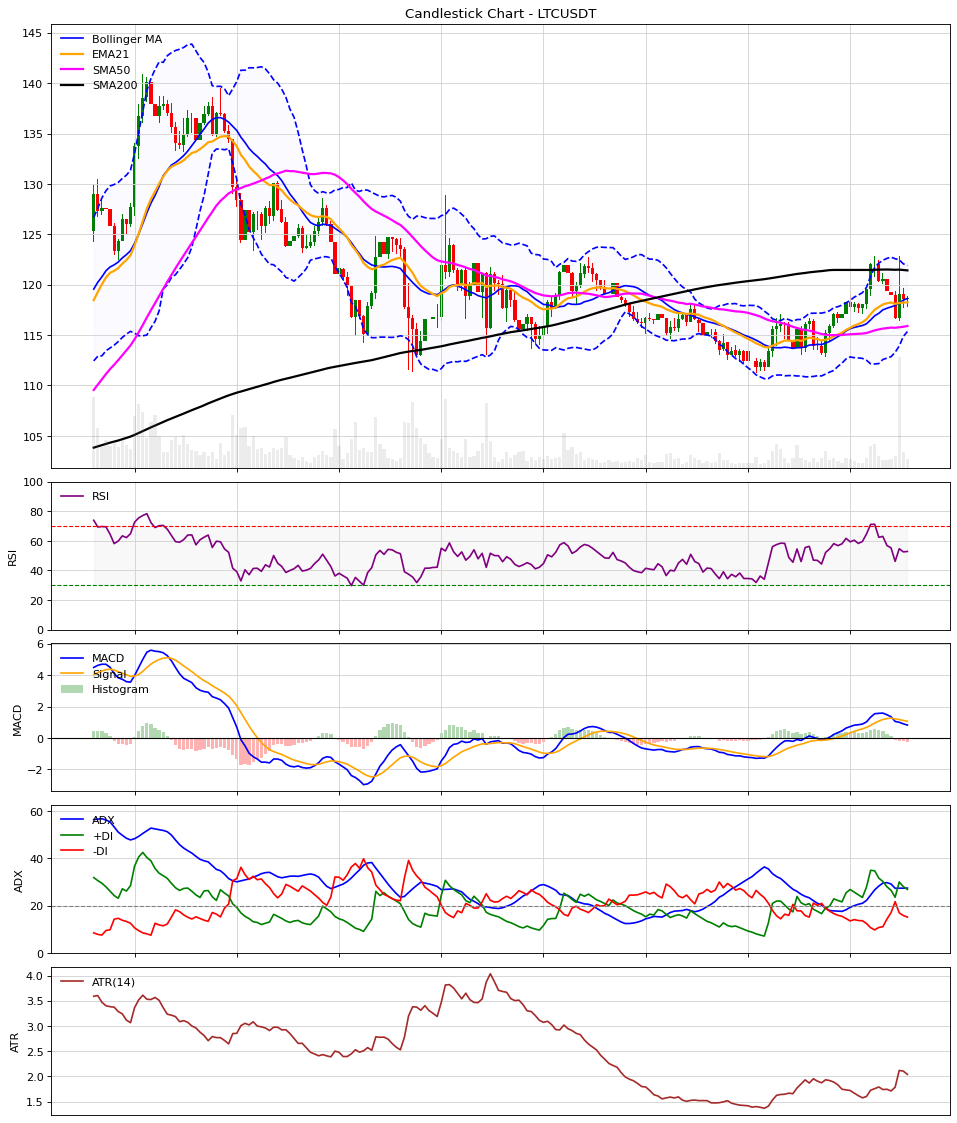 Candlestick Chart - LTCUSDT
Bollinger MA
EMA21
SMA50
SMA200
145
140
135
130
125
120
115
110
105
RSI
RSI
100
80
60
40
20
0
MACD
Signal
Histogram
MACD
6
4
2
0
−2
ADX
+DI
-DI
ADX
60
40
20
0
ATR(14)
ATR
4.0
3.5
3.0
2.5
2.0
1.5